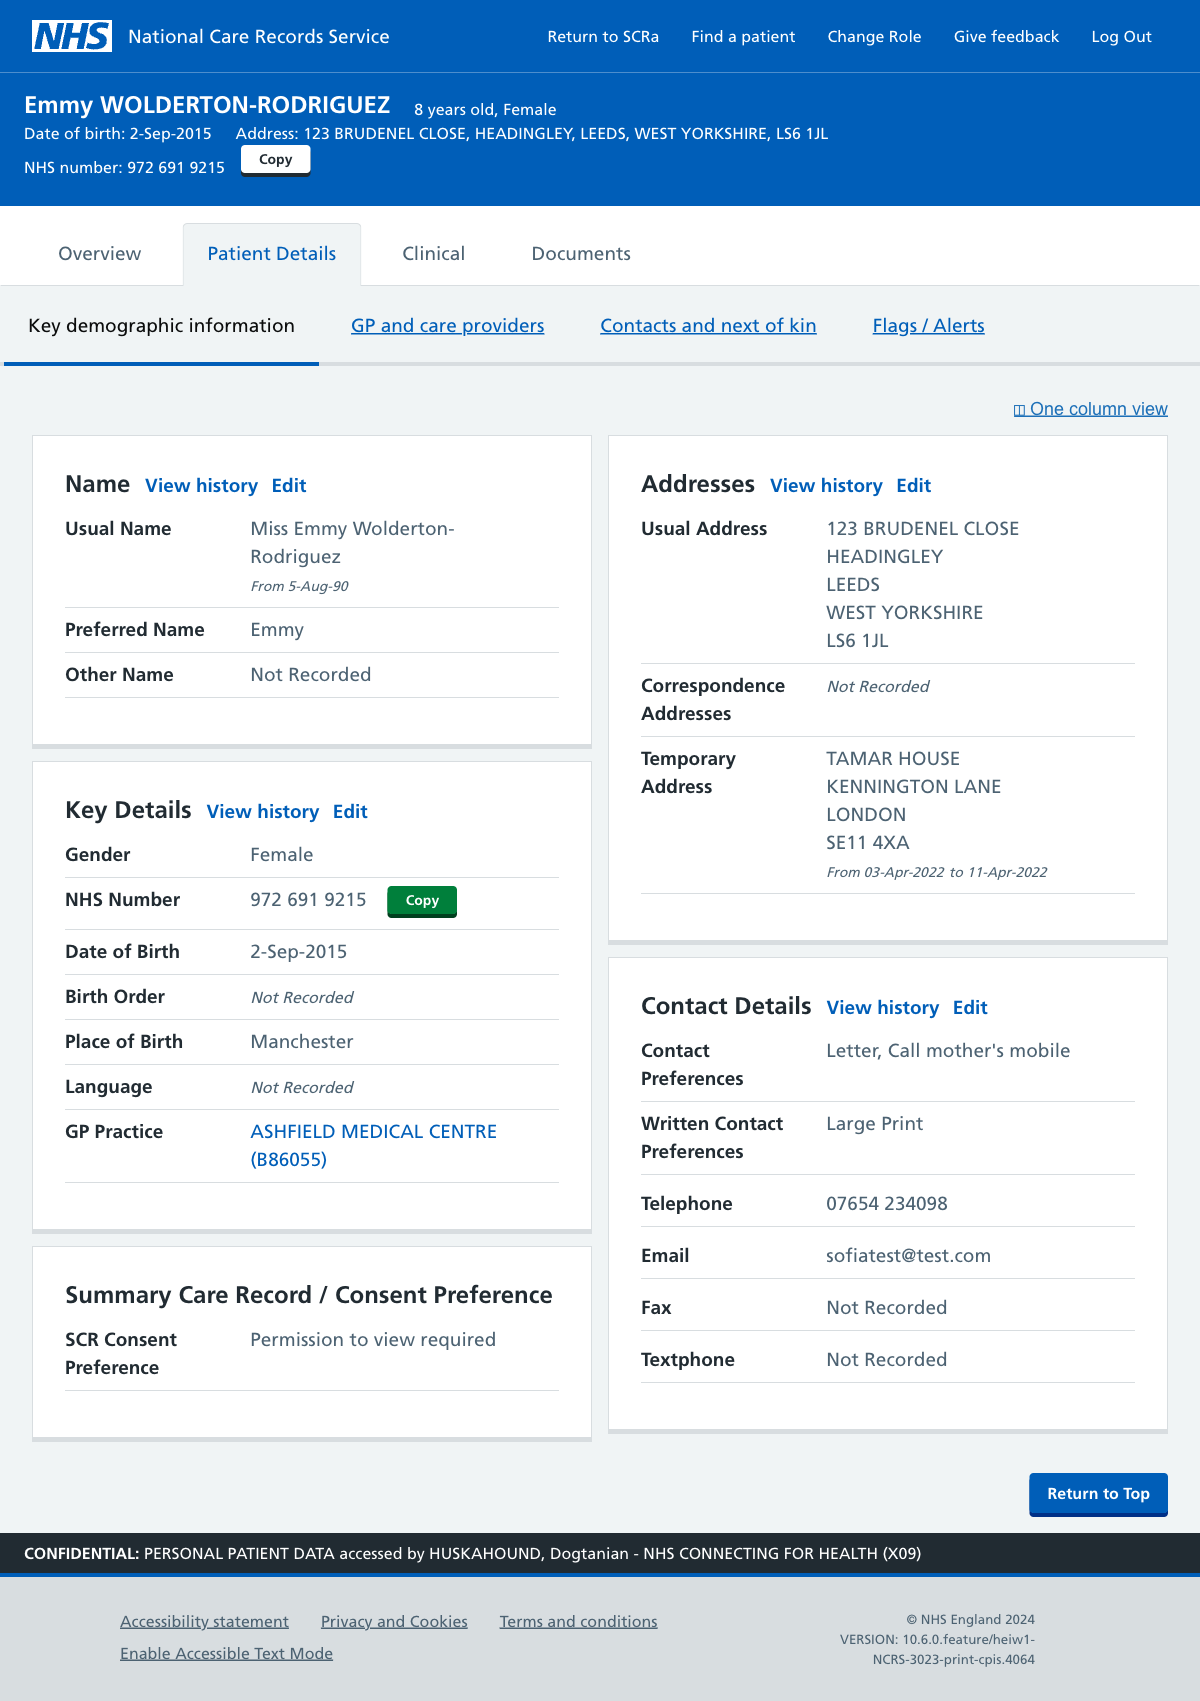 NHS National Care Records Service
Return to SCRa Find a patient Change Role Give feedback Log Out
Emmy WOLDERTON-RODRIGUEZ 8 years old, Female
Date of birth: 2-Sep-2015 Address: 123 BRUDENEL CLOSE, HEADINGLEY, LEEDS, WEST YORKSHIRE, LS6 1JL
NHS number: 972 691 9215 Copy
Overview Patient Details Clinical Documents
Key demographic information GP and care providers Contacts and next of kin Flags / Alerts
One column view
Name View history Edit
Usual Name Miss Emmy Wolderton-
Rodriguez
From 5-Aug-90
Preferred Name Emmy
Other Name Not Recorded
Key Details View history Edit
Gender Female
NHS Number 972 691 9215 Copy
Date of Birth 2-Sep-2015
Birth Order Not Recorded
Place of Birth Manchester
Language Not Recorded
GP Practice ASHFIELD MEDICAL CENTRE
(B86055)
Summary Care Record / Consent Preference
SCR Consent Permission to view required
Preference
Addresses View history Edit
Usual Address 123 BRUDENEL CLOSE
HEADINGLEY
LEEDS
WEST YORKSHIRE
LS6 1JL
Correspondence Not Recorded
Addresses
Temporary TAMAR HOUSE
Address KENNINGTON LANE
LONDON
SE11 4XA
From 03-Apr-2022 to 11-Apr-2022
Contact Details View history Edit
Contact Letter, Call mother's mobile
Preferences
Written Contact Large Print
Preferences
Telephone 07654 234098
Email sofiatest@test.com
Fax Not Recorded
Textphone Not Recorded
Return to Top
CONFIDENTIAL: PERSONAL PATIENT DATA accessed by HUSKAHOUND, Dogtanian - NHS CONNECTING FOR HEALTH (X09)
Accessibility statement Privacy and Cookies Terms and conditions
Enable Accessible Text Mode
© NHS England 2024
VERSION: 10.6.0.feature/heiw1-
NCRS-3023-print-cpis.4064